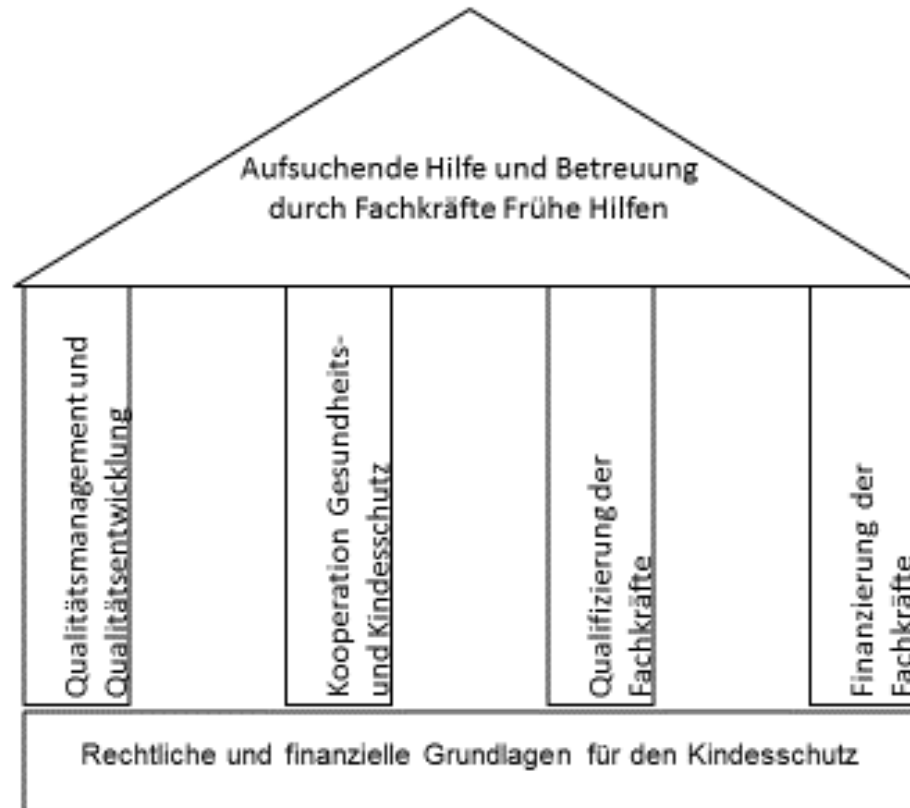 Aufsuchende Hilfe und Betreuung
durch Fachkräfte Frühe Hilfen
Qualitätsmanagement und
Qualitätsentwicklung
Kooperation Gesundheits-
und Kindesschutz
Qualifizierung der
Fachkräfte
Finanzierung der
Fachkräfte
Rechtliche und finanzielle Grundlagen für den Kindesschutz